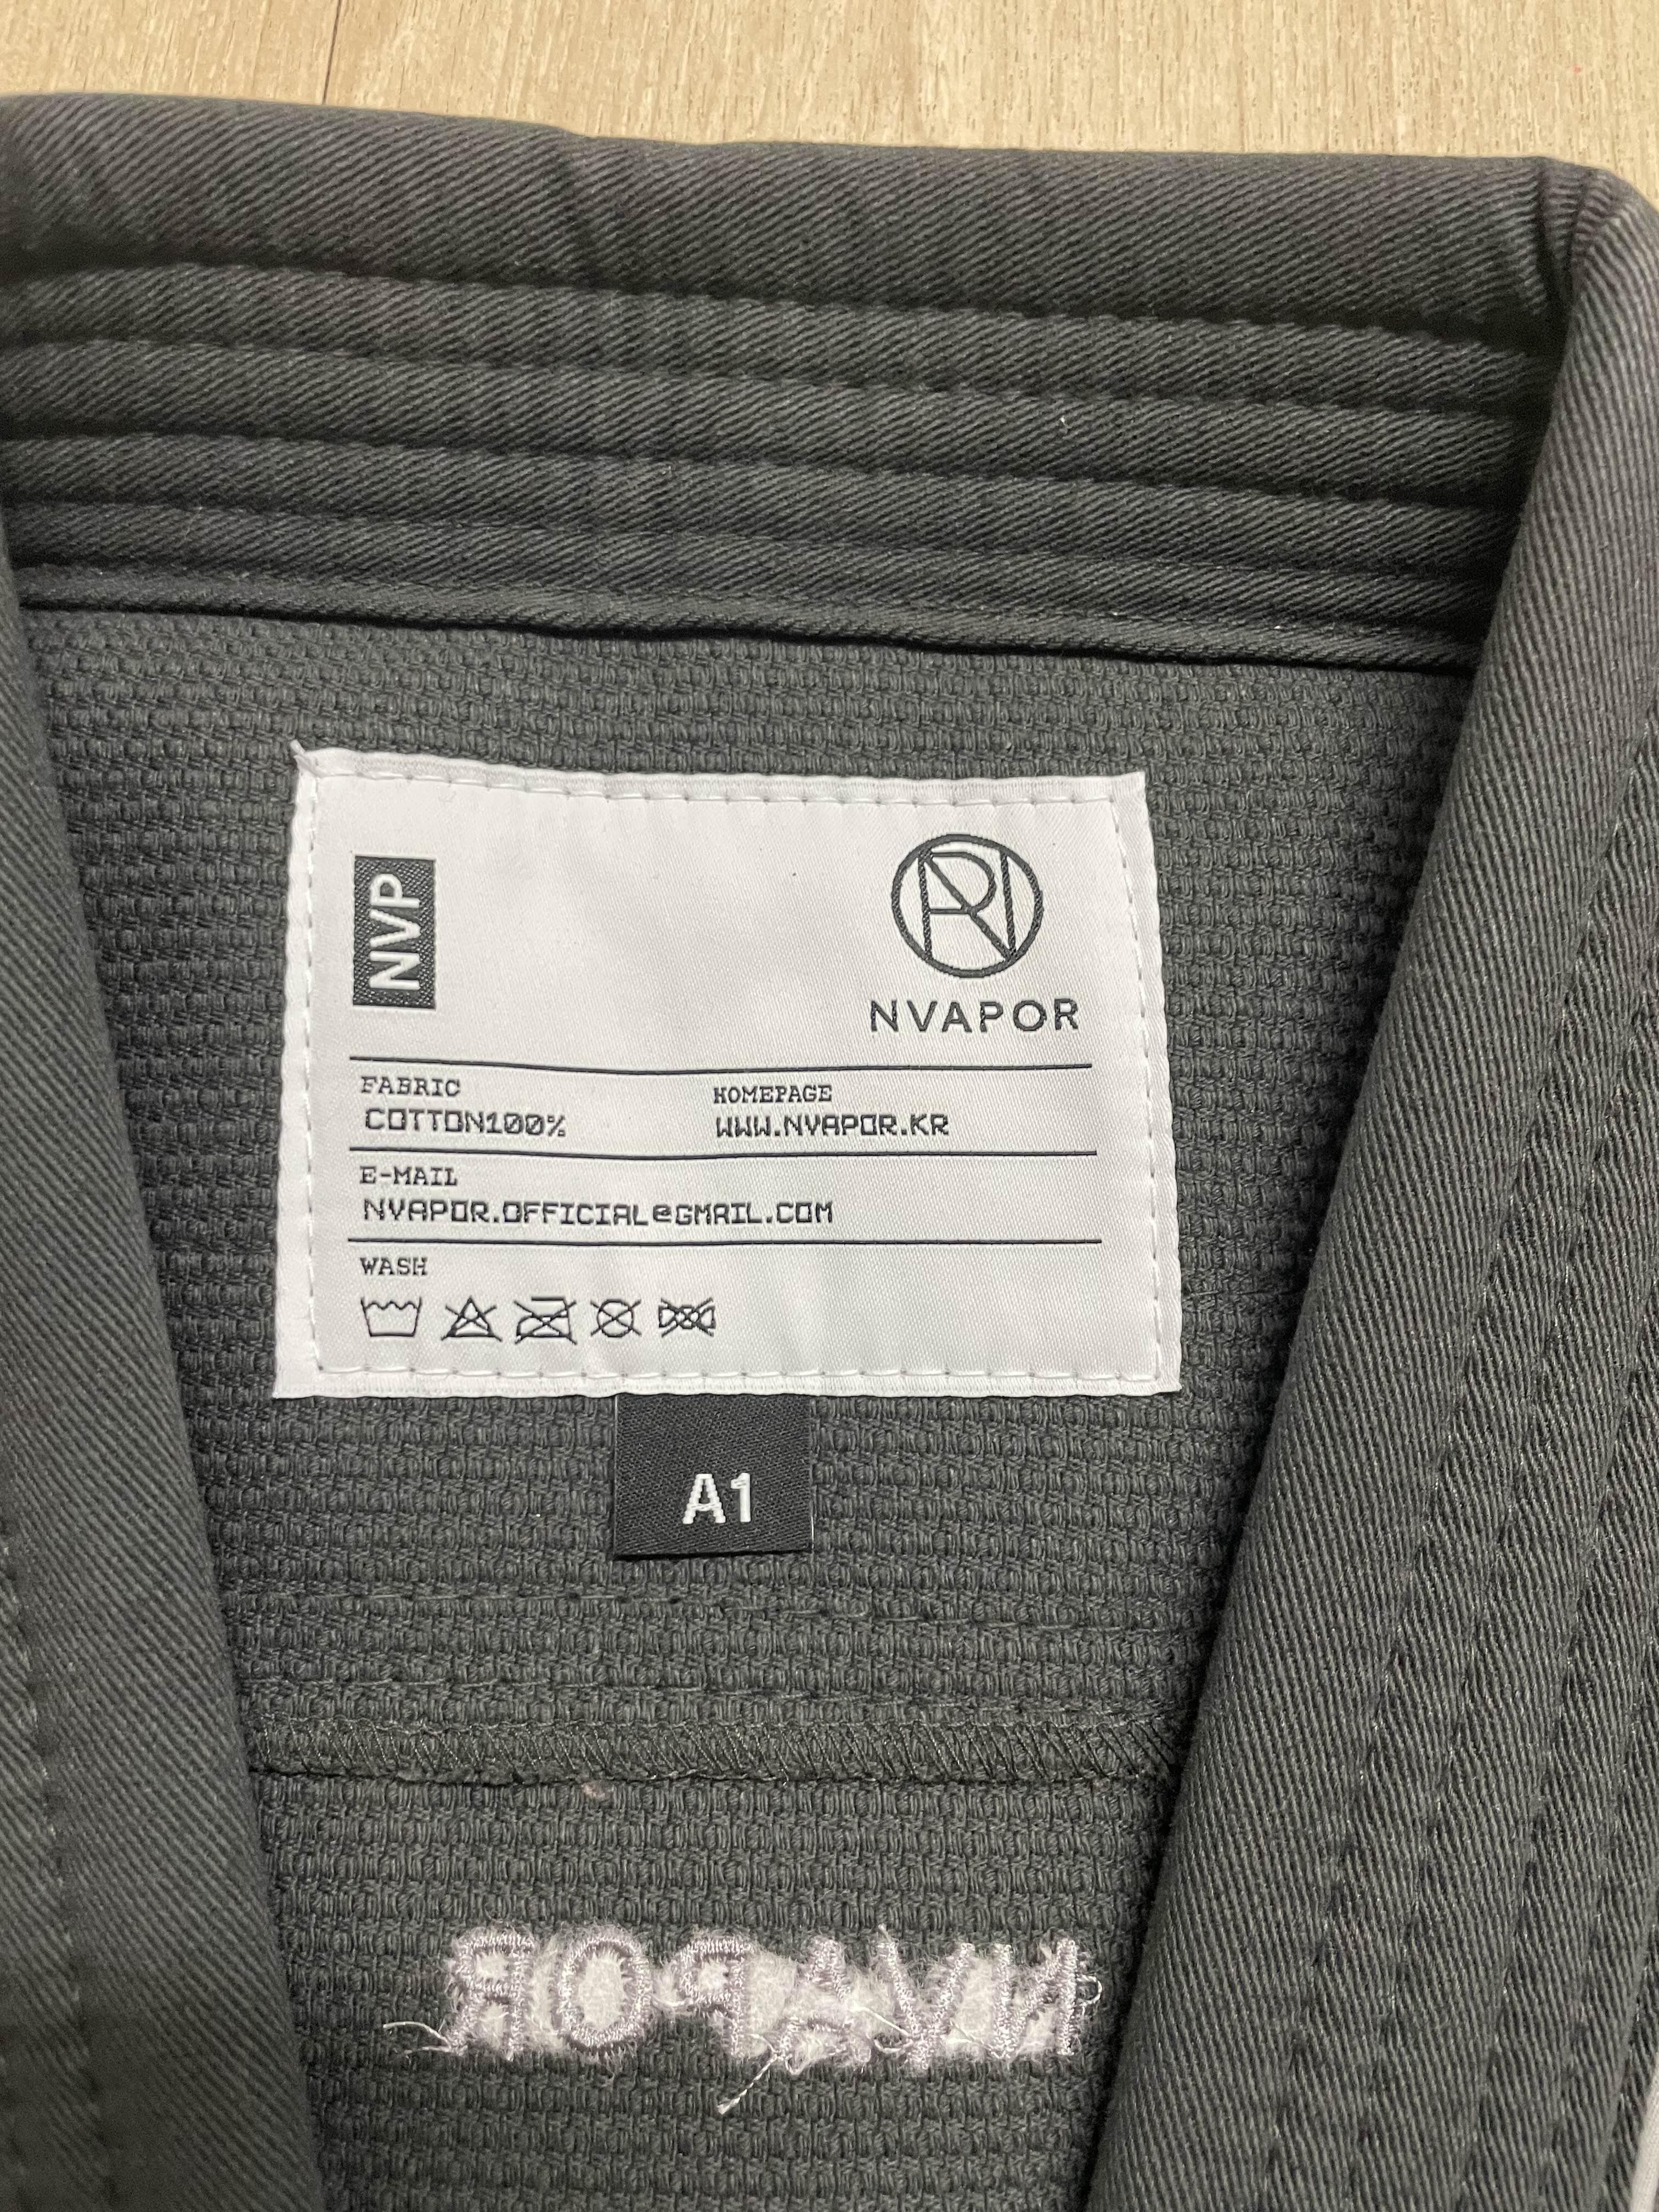 NVP
NVAPOR
FABRIC
COTTON100%
HOMEPAGE
WWW.NVAPOR.KR
E-MAIL
NVAPOR.OFFICIAL@GMAIL.COM
WASH
A1
NVAPOR